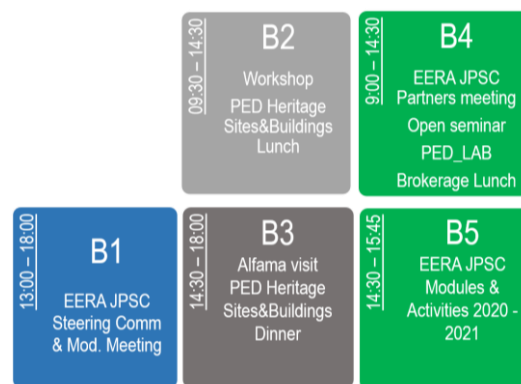 09:30 – 14:30
B2
Workshop
PED Heritage
Sites&Buildings
Lunch
9:00 – 14:30
B4
EERA JPSC
Partners meeting
Open seminar
PED_LAB
Brokerage Lunch
13:00 – 18:00
B1
EERA JPSC
Steering Comm
& Mod. Meeting
14:30 – 18:00
B3
Alfama visit
PED Heritage
Sites&Buildings
Dinner
14:30 – 15:45
B5
EERA JPSC
Modules &
Activities 2020 -
2021